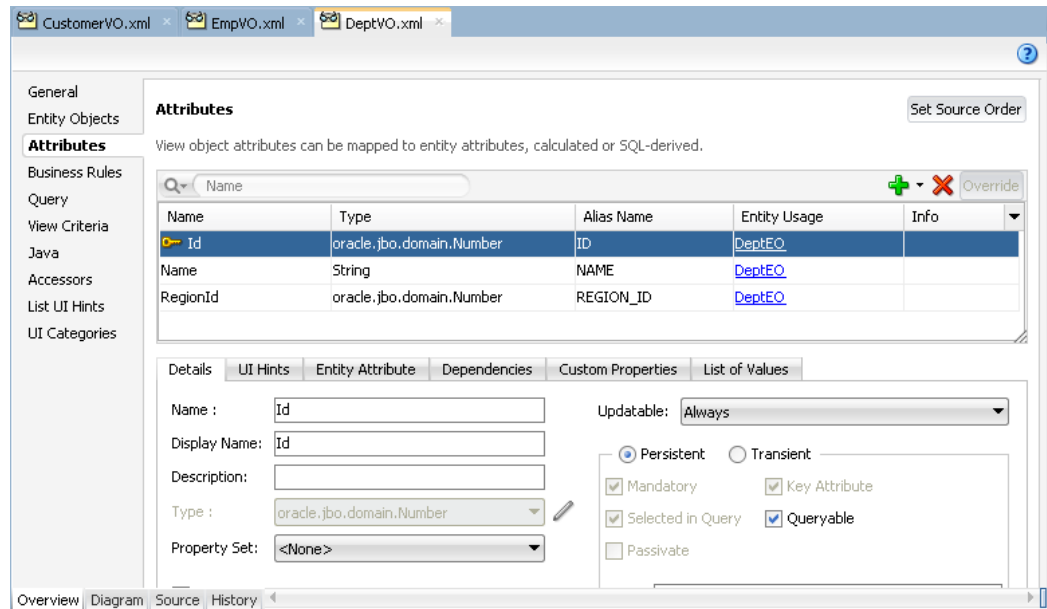 CustomerVO.xml EmpVO.xml DeptVO.xml
General
Entity Objects
Attributes
Business Rules
Query
View Criteria
Java
Accessors
List UI Hints
UI Categories
Attributes Set Source Order
View object attributes can be mapped to entity attributes, calculated or SQL-derived.
Name Override
Name Type Alias Name Entity Usage Info
Id oracle.jbo.domain.Number ID DeptEO
Name String NAME DeptEO
RegionId oracle.jbo.domain.Number REGION_ID DeptEO
Details UI Hints Entity Attribute Dependencies Custom Properties List of Values
Name : Id Updatable: Always
Display Name: Id
Persistent Transient
Description:
Mandatory Key Attribute
Type : oracle.jbo.domain.Number
Selected in Query Queryable
Property Set: <None>
Passivate
Overview Diagram Source History